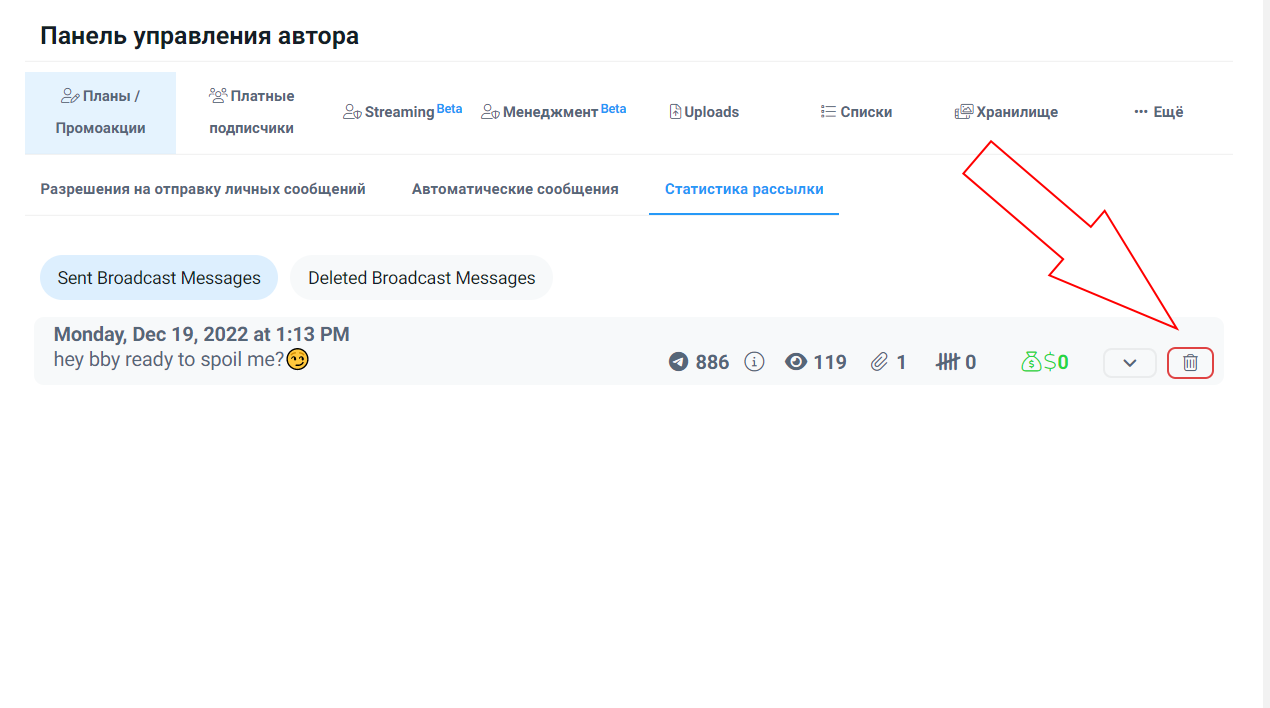 Панель управления автора
Планы /
Промоакции
Платные
подписчики
Streaming Beta
Менеджмент Beta
Uploads
Списки
Хранилище
Ещё
Разрешения на отправку личных сообщений
Автоматические сообщения
Статистика рассылки
Sent Broadcast Messages
Deleted Broadcast Messages
Monday, Dec 19, 2022 at 1:13 PM
hey bby ready to spoil me?😏
886
119
1
0
$0